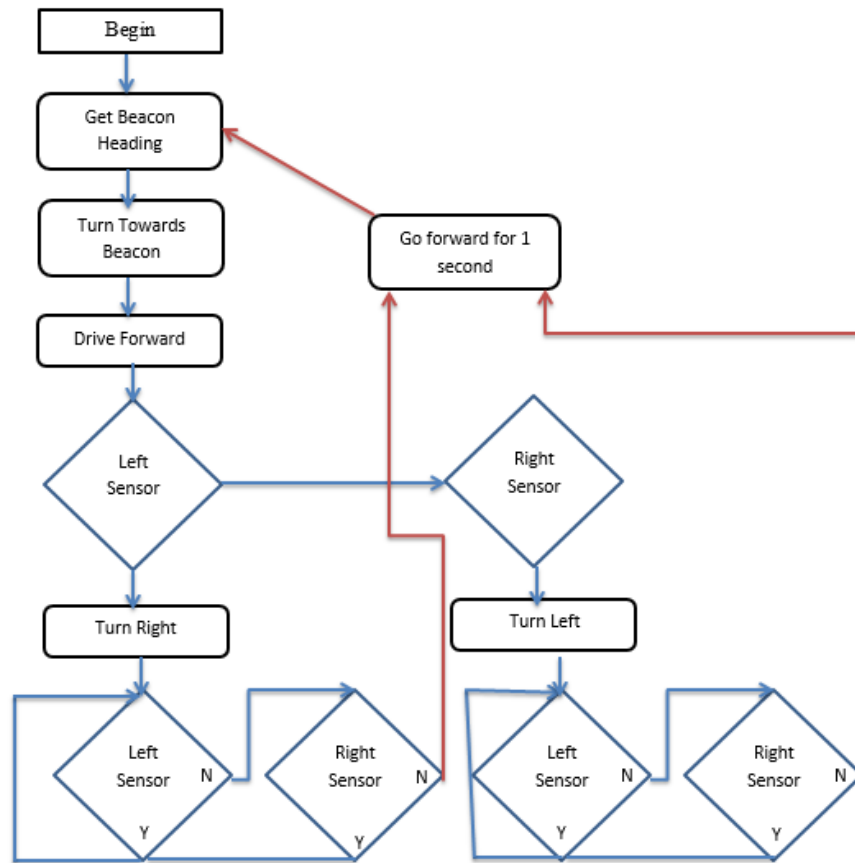 Begin
Get Beacon
Heading
Turn Towards
Beacon
Go forward for 1
second
Drive Forward
Left
Sensor
Right
Sensor
Turn Right
Turn Left
Left
Sensor
N
Y
Right
Sensor
N
Y
Left
Sensor
N
Y
Right
Sensor
N
Y